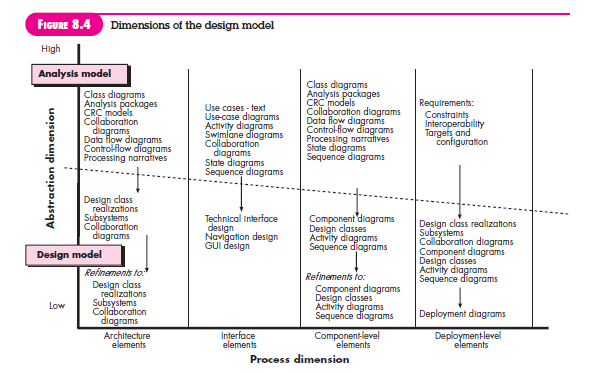 FIGURE 8.4 Dimensions of the design model
High
Analysis model
Abstraction dimension
Class diagrams
Analysis packages
CRC models
Collaboration
diagrams
Data flow diagrams
Control-flow diagrams
Processing narratives
Use cases - text
Use-case diagrams
Activity diagrams
Swimlane diagrams
Collaboration
diagrams
State diagrams
Sequence diagrams
Class diagrams
Analysis packages
CRC models
Collaboration diagrams
Data flow diagrams
Control-flow diagrams
Processing narratives
State diagrams
Sequence diagrams
Requirements:
Constraints
Interoperability
Targets and
configuration
Design class
realizations
Subsystems
Collaboration
diagrams
Technical interface
design
Navigation design
GUI design
Component diagrams
Design classes
Activity diagrams
Sequence diagrams
Design class realizations
Subsystems
Collaboration diagrams
Component diagrams
Design classes
Activity diagrams
Sequence diagrams
Design model
Refinements to:
Design class
realizations
Subsystems
Collaboration
diagrams
Refinements to:
Component diagrams
Design classes
Activity diagrams
Sequence diagrams
Deployment diagrams
Low
Architecture
elements
Interface
elements
Component-level
elements
Deployment-level
elements
Process dimension